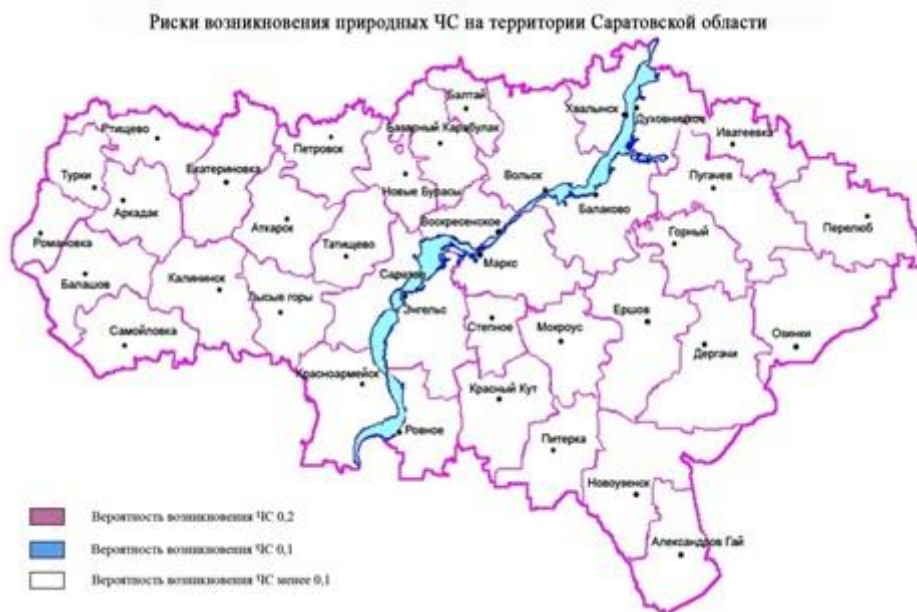 Риски возникновения природных ЧС на территории Саратовской области
Балтай
Хвалынск
Духовницкое
Ртищево
Базарный Карабулак
Иватеевка
Петровск
Турки
Екатериновка
Новые Бурасы
Вольск
Пугачев
Аркадак
Балаково
Аткарск
Воскресенское
Перелюб
Романовка
Татищево
Горный
Маркс
Балашов
Калининск
Саратов
Лысые горы
Энгельс
Степное
Мокроус
Ершов
Озинки
Самойловка
Дергачи
Красноармейск
Красный Кут
Ровное
Питерка
Новоузенск
Александров Гай
Вероятность возникновения ЧС 0,2
Вероятность возникновения ЧС 0,1
Вероятность возникновения ЧС менее 0,1